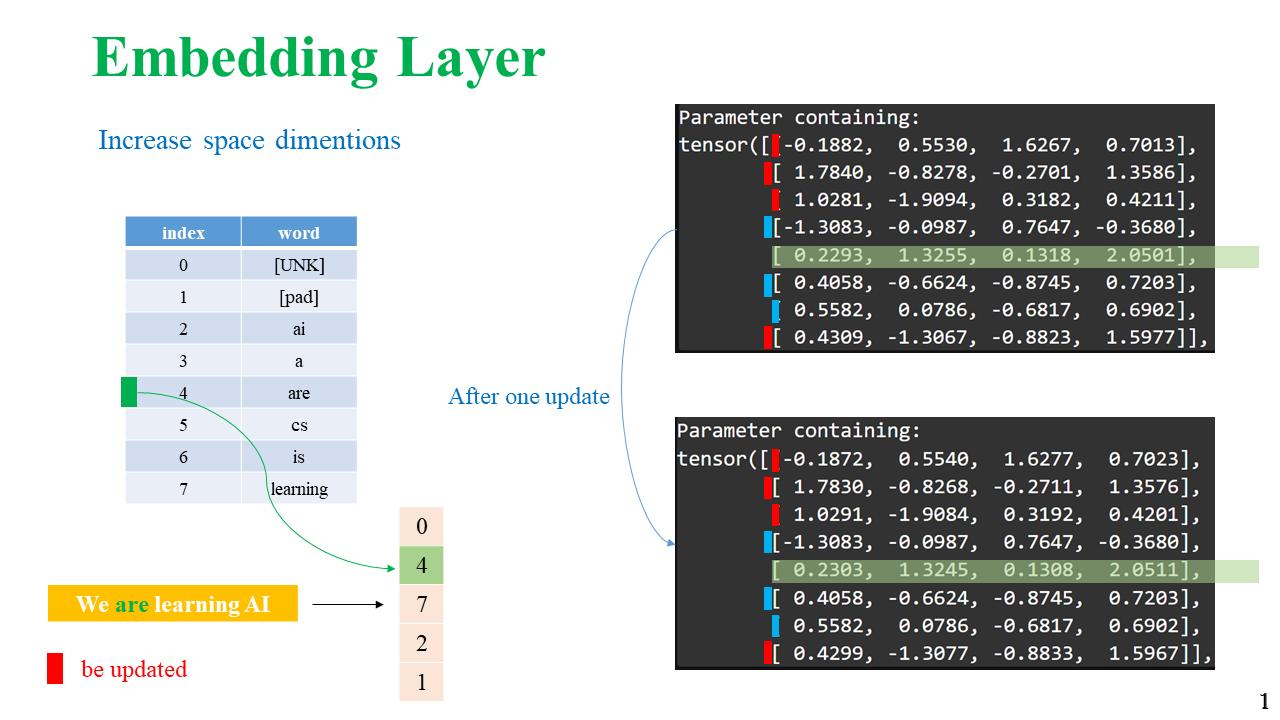 Embedding Layer
Increase space dimentions
index word
0 [UNK]
1 [pad]
2 ai
3 a
4 are
5 cs
6 is
7 learning
We are learning AI
be updated
0
4
7
2
1
After one update
Parameter containing:
tensor([[-0.1882, 0.5530, 1.6267, 0.7013],
[ 1.7840, -0.8278, -0.2701, 1.3586],
[ 1.0281, -1.9094, 0.3182, 0.4211],
[-1.3083, -0.0987, 0.7647, -0.3680],
[ 0.2293, 1.3255, 0.1318, 2.0501],
[ 0.4058, -0.6624, -0.8745, 0.7203],
[ 0.5582, 0.0786, -0.6817, 0.6902],
[ 0.4309, -1.3067, -0.8823, 1.5977]],
Parameter containing:
tensor([[-0.1872, 0.5540, 1.6277, 0.7023],
[ 1.7830, -0.8268, -0.2711, 1.3576],
[ 1.0291, -1.9084, 0.3192, 0.4201],
[-1.3083, -0.0987, 0.7647, -0.3680],
[ 0.2303, 1.3245, 0.1308, 2.0511],
[ 0.4058, -0.6624, -0.8745, 0.7203],
[ 0.5582, 0.0786, -0.6817, 0.6902],
[ 0.4299, -1.3077, -0.8833, 1.5967]],
1